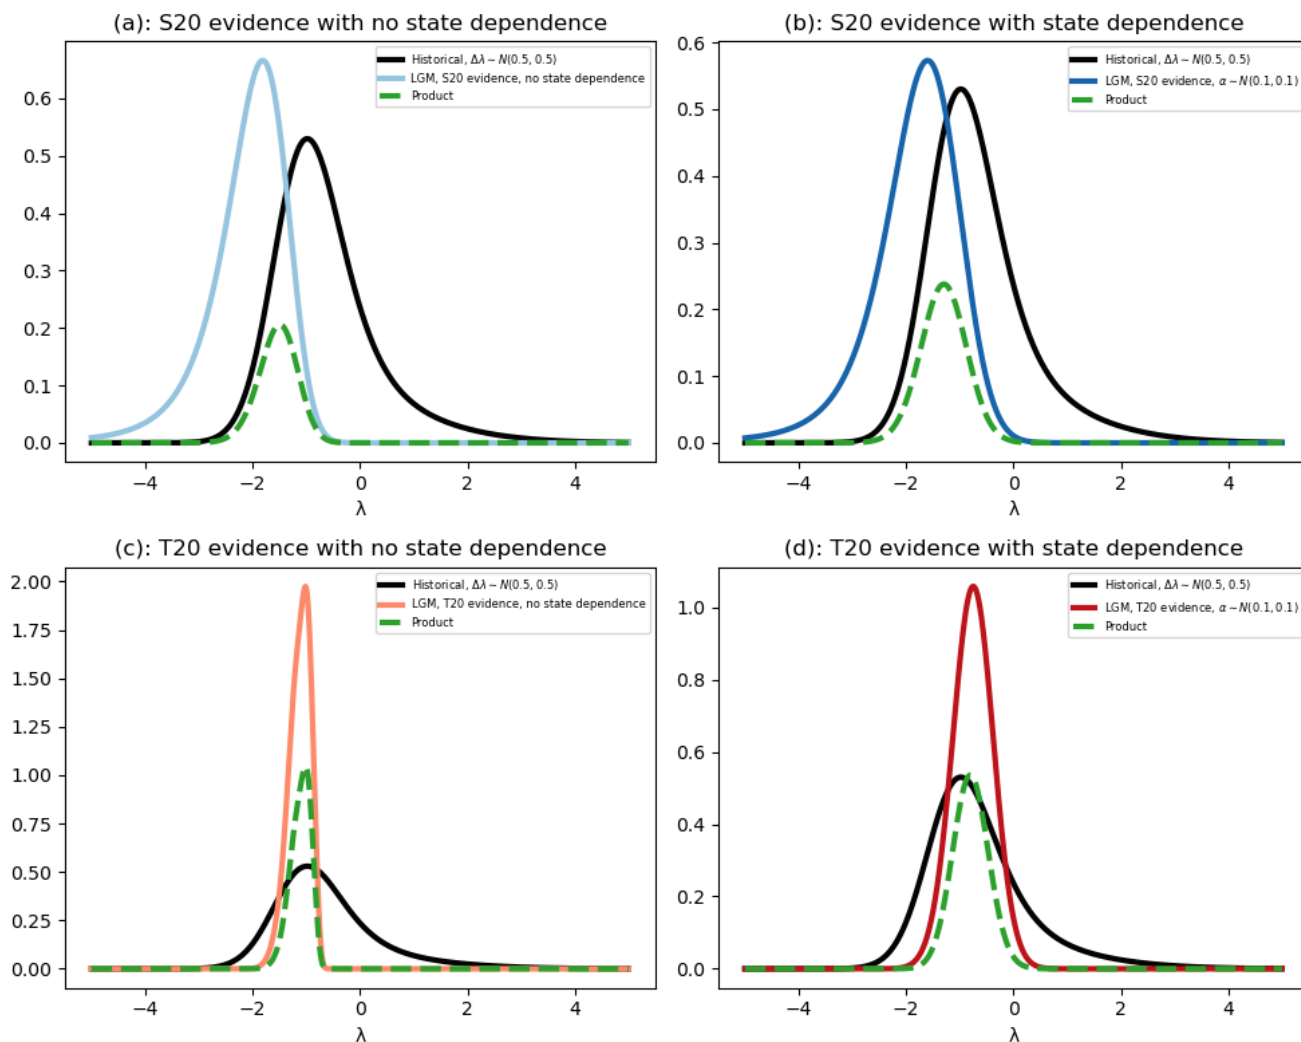 (a): S20 evidence with no state dependence
Historical, Δλ ~ N(0.5, 0.5)
LGM, S20 evidence, no state dependence
Product
0.6
0.5
0.4
0.3
0.2
0.1
0.0
−4 −2 0 2 4
λ
(b): S20 evidence with state dependence
Historical, Δλ ~ N(0.5, 0.5)
LGM, S20 evidence, α ~ N(0.1, 0.1)
Product
0.6
0.5
0.4
0.3
0.2
0.1
0.0
−4 −2 0 2 4
λ
(c): T20 evidence with no state dependence
Historical, Δλ ~ N(0.5, 0.5)
LGM, T20 evidence, no state dependence
Product
2.00
1.75
1.50
1.25
1.00
0.75
0.50
0.25
0.00
−4 −2 0 2 4
λ
(d): T20 evidence with state dependence
Historical, Δλ ~ N(0.5, 0.5)
LGM, T20 evidence, α ~ N(0.1, 0.1)
Product
1.0
0.8
0.6
0.4
0.2
0.0
−4 −2 0 2 4
λ